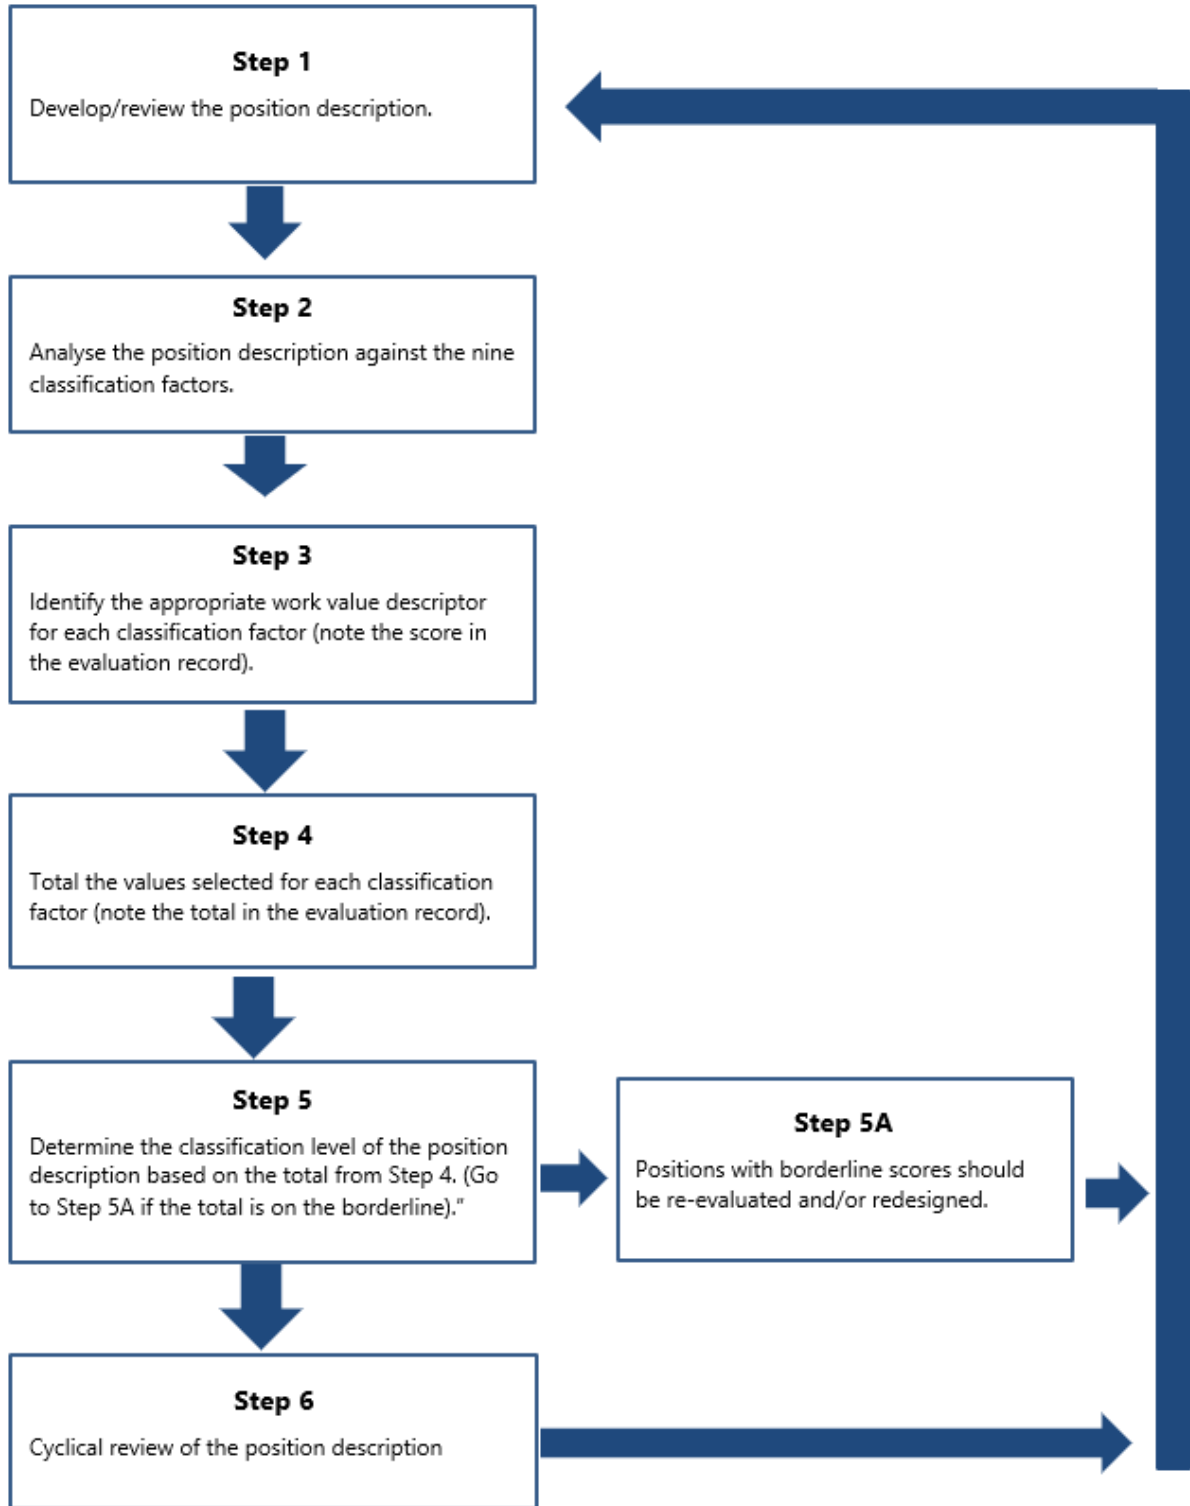 Step 1
Develop/review the position description.
Step 2
Analyse the position description against the nine
classification factors.
Step 3
Identify the appropriate work value descriptor
for each classification factor (note the score in
the evaluation record).
Step 4
Total the values selected for each classification
factor (note the total in the evaluation record).
Step 5
Determine the classification level of the position
description based on the total from Step 4. (Go
to Step 5A if the total is on the borderline).”
Step 5A
Positions with borderline scores should
be re-evaluated and/or redesigned.
Step 6
Cyclical review of the position description